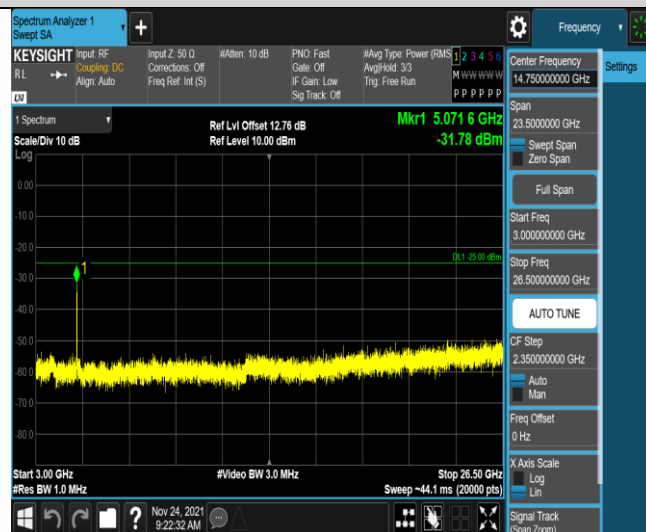 Spectrum Analyzer 1
Swept SA
+
Frequency
KEYSIGHT
RL
LXI
Input: RF
Coupling: DC
Align: Auto
Input Z: 50 Ω
Corrections: Off
Freq Ref: Int (S)
#Atten: 10 dB
PNO: Fast
Gate: Off
IF Gain: Low
Sig Track: Off
#Avg Type: Power (RMS
Avg|Hold: 3/3
Trig: Free Run
1 2 3 4 5 6
M W W W W W
P P P P P P
1 Spectrum
Scale/Div 10 dB
Log
Ref Lvl Offset 12.76 dB
Ref Level 10.00 dBm
Mkr1 5.071 6 GHz
-31.78 dBm
0.00
-10.0
-20.0
-30.0
-40.0
-50.0
-60.0
-70.0
-80.0
DL1 -25.00 dBm
1
Start 3.00 GHz
#Res BW 1.0 MHz
#Video BW 3.0 MHz
Stop 26.50 GHz
Sweep ~44.1 ms (20000 pts)
?
Nov 24, 2021
9:22:32 AM
Center Frequency
14.750000000 GHz
Settings
Span
23.5000000 GHz
Swept Span
Zero Span
Full Span
Start Freq
3.000000000 GHz
Stop Freq
26.500000000 GHz
AUTO TUNE
CF Step
2.350000000 GHz
Auto
Man
Freq Offset
0 Hz
X Axis Scale
Log
Lin
Signal Track
(Span Zoom)